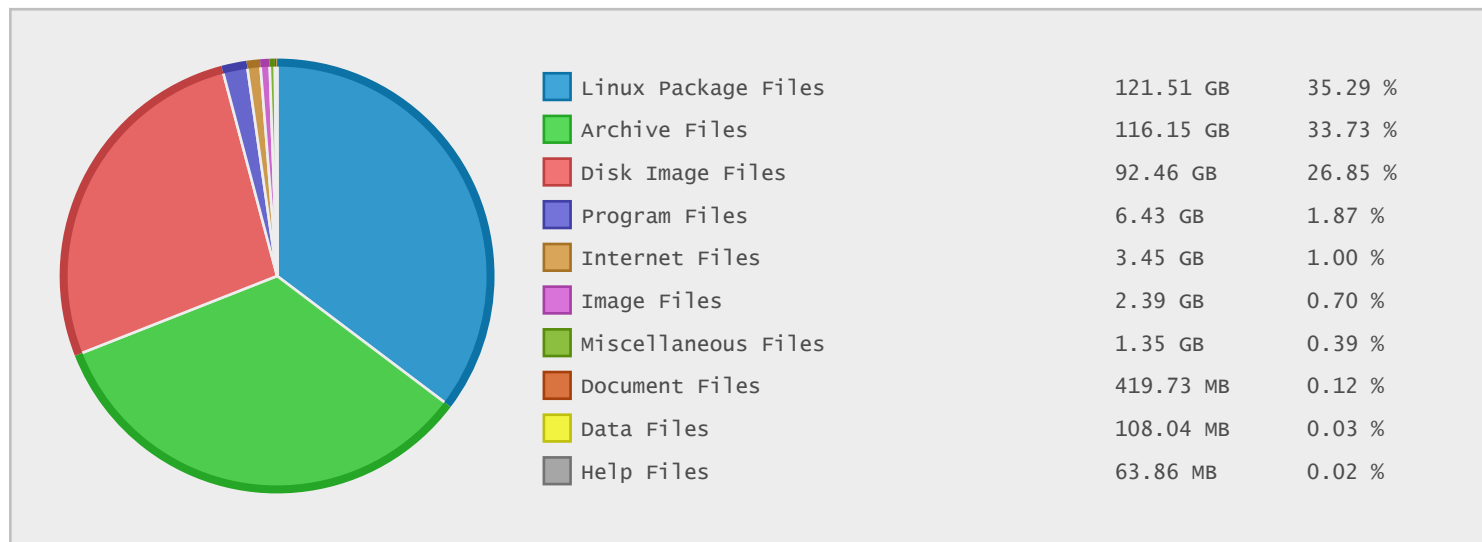 Linux Package Files 121.51 GB 35.29 %
Archive Files 116.15 GB 33.73 %
Disk Image Files 92.46 GB 26.85 %
Program Files 6.43 GB 1.87 %
Internet Files 3.45 GB 1.00 %
Image Files 2.39 GB 0.70 %
Miscellaneous Files 1.35 GB 0.39 %
Document Files 419.73 MB 0.12 %
Data Files 108.04 MB 0.03 %
Help Files 63.86 MB 0.02 %